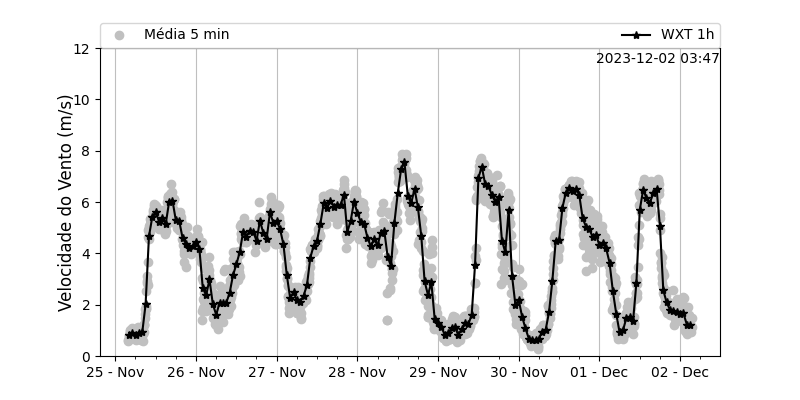 Média 5 min WXT 1h
2023-12-02 03:47
Velocidade do Vento (m/s)
12
10
8
6
4
2
0
25 - Nov 26 - Nov 27 - Nov 28 - Nov 29 - Nov 30 - Nov 01 - Dec 02 - Dec